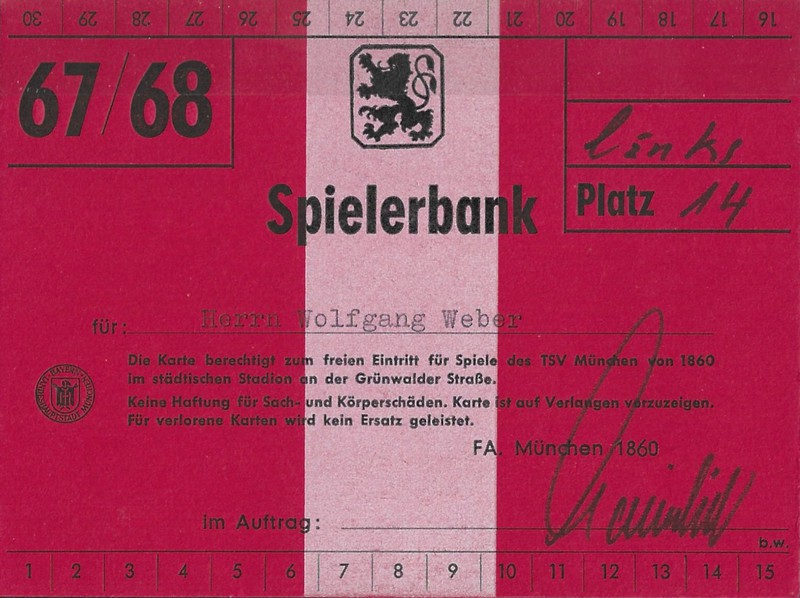 30 29 28 27 26 25 24 23 22 21 20 19 18 17 16
67/68
links
Spielerbank
Platz 14
für: Herrn Wolfgang Weber
Die Karte berechtigt zum freien Eintritt für Spiele des TSV München von 1860
im städtischen Stadion an der Grünwalder Straße.
Keine Haftung für Sach- und Körperschäden. Karte ist auf Verlangen vorzuzeigen.
Für verlorene Karten wird kein Ersatz geleistet.
FA. München 1860
im Auftrag:
b.w.
1 2 3 4 5 6 7 8 9 10 11 12 13 14 15